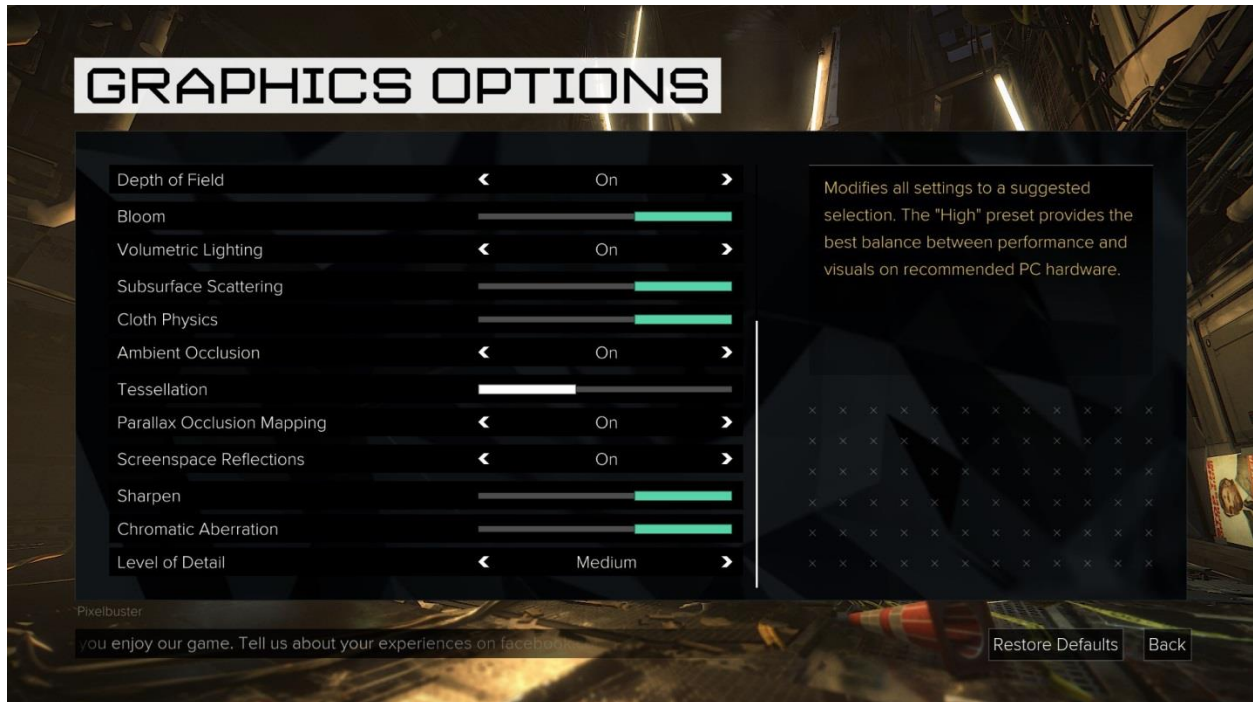 GRAPHICS OPTIONS
Depth of Field
On
Bloom
Volumetric Lighting
On
Subsurface Scattering
Cloth Physics
Ambient Occlusion
On
Tessellation
Parallax Occlusion Mapping
On
Screenspace Reflections
On
Sharpen
Chromatic Aberration
Level of Detail
Medium
Modifies all settings to a suggested
selection. The "High" preset provides the
best balance between performance and
visuals on recommended PC hardware.
Pixelbuster
you enjoy our game. Tell us about your experiences on facebook
Restore Defaults
Back